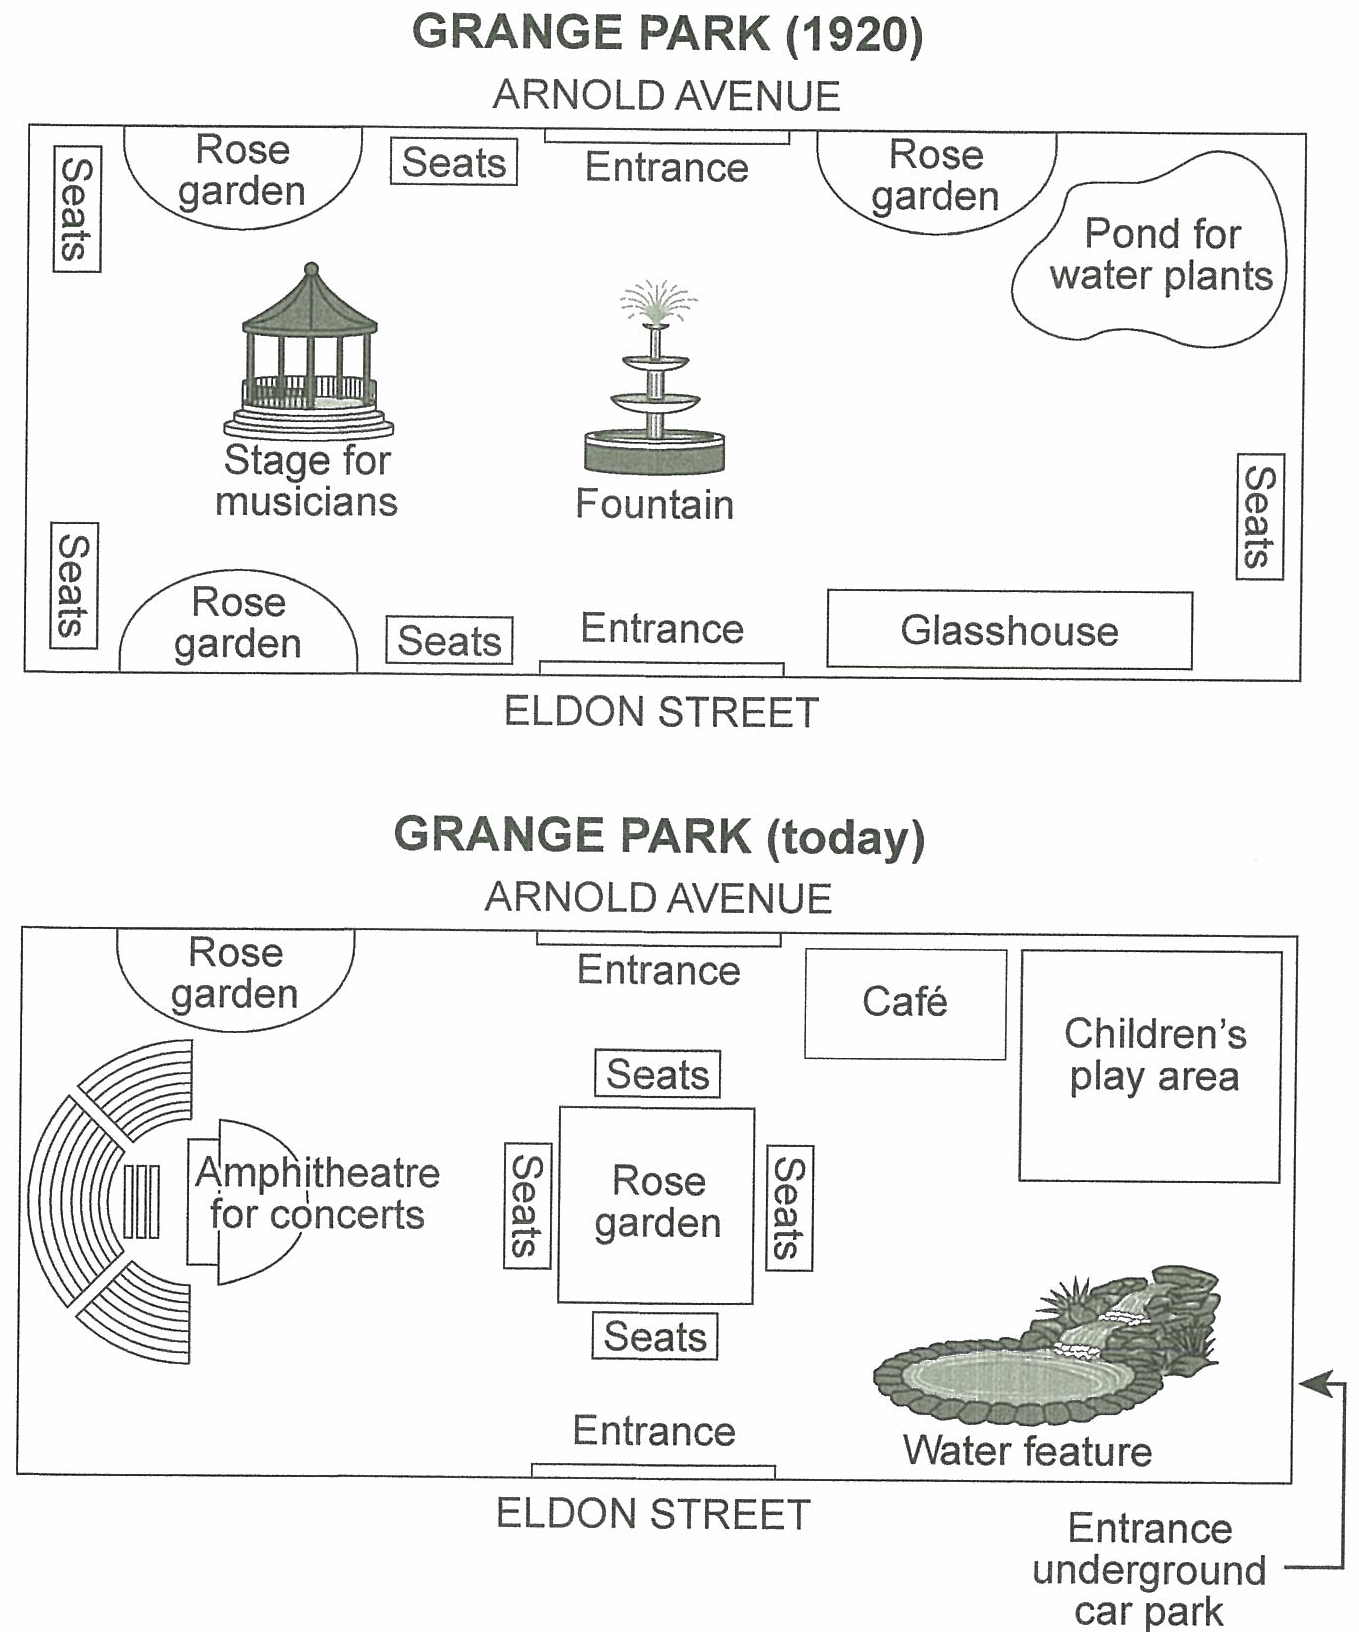 GRANGE PARK (1920)
ARNOLD AVENUE
Seats
Rose
garden
Seats
Entrance
Rose
garden
Pond for
water plants
Stage for
musicians
Fountain
Seats
Seats
Rose
garden
Seats
Entrance
Glasshouse
ELDON STREET
GRANGE PARK (today)
ARNOLD AVENUE
Rose
garden
Entrance
Café
Children's
play area
Seats
Amphitheatre
for concerts
Seats
Rose
garden
Seats
Seats
Entrance
Water feature
ELDON STREET
Entrance
underground
car park